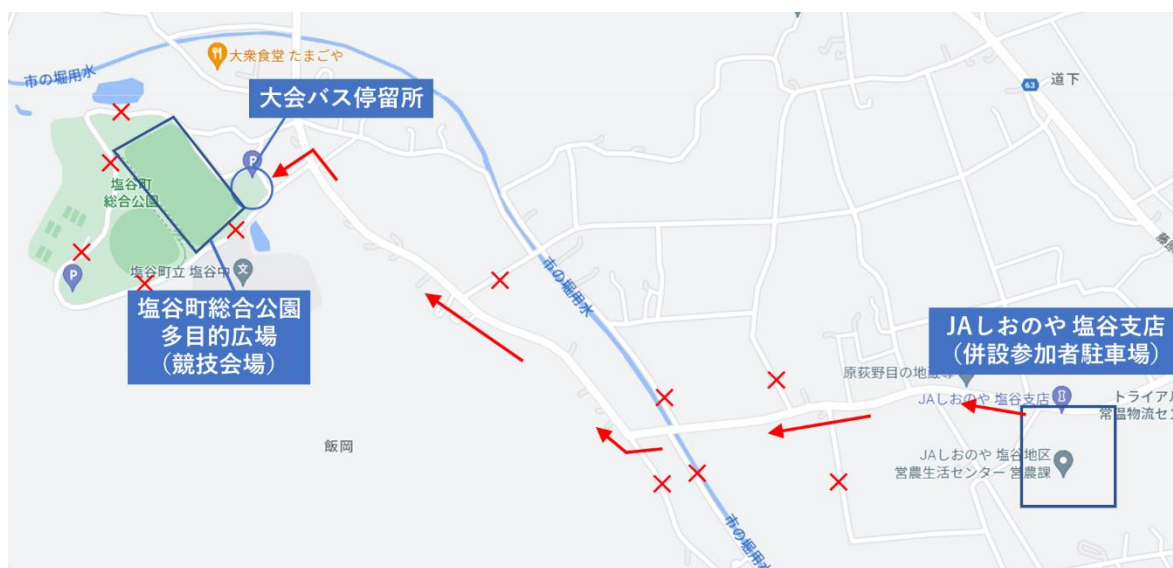 大衆食堂 たまごや
市の堀用水
大会バス停留所
63
道下
P
塩谷町
総合公園
P
塩谷町立 塩谷中
文
塩谷町総合公園
多目的広場
（競技会場）
市の堀用水
JAしおのや 塩谷支店
（併設参加者駐車場）
原荻野目の地蔵
JAしおのや 塩谷支店
トライア
常温物流セ
飯岡
JAしおのや 塩谷地区
営農生活センター 営農課
市の堀用水
藤原